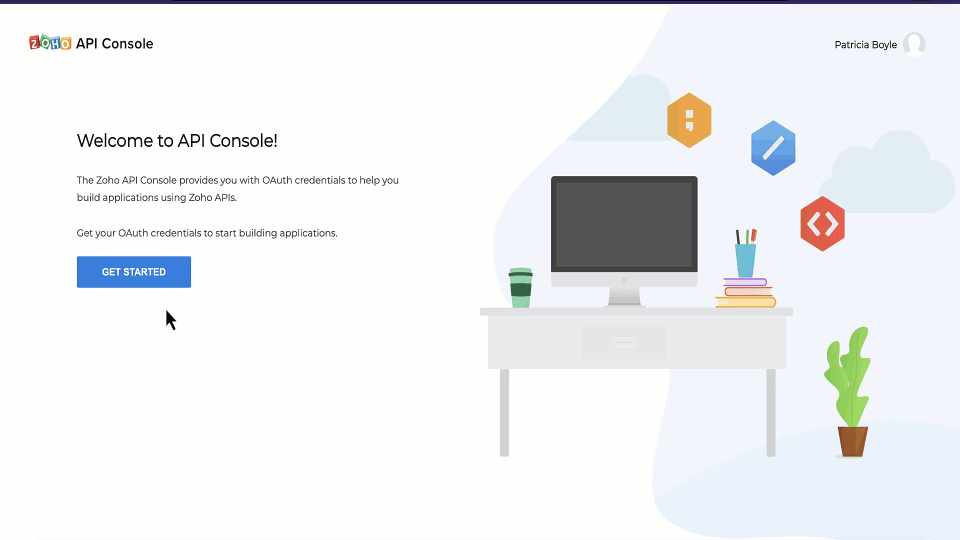 ZOHO API Console
Patricia Boyle
Welcome to API Console!
The Zoho API Console provides you with OAuth credentials to help you
build applications using Zoho APIs.
Get your OAuth credentials to start building applications.
GET STARTED